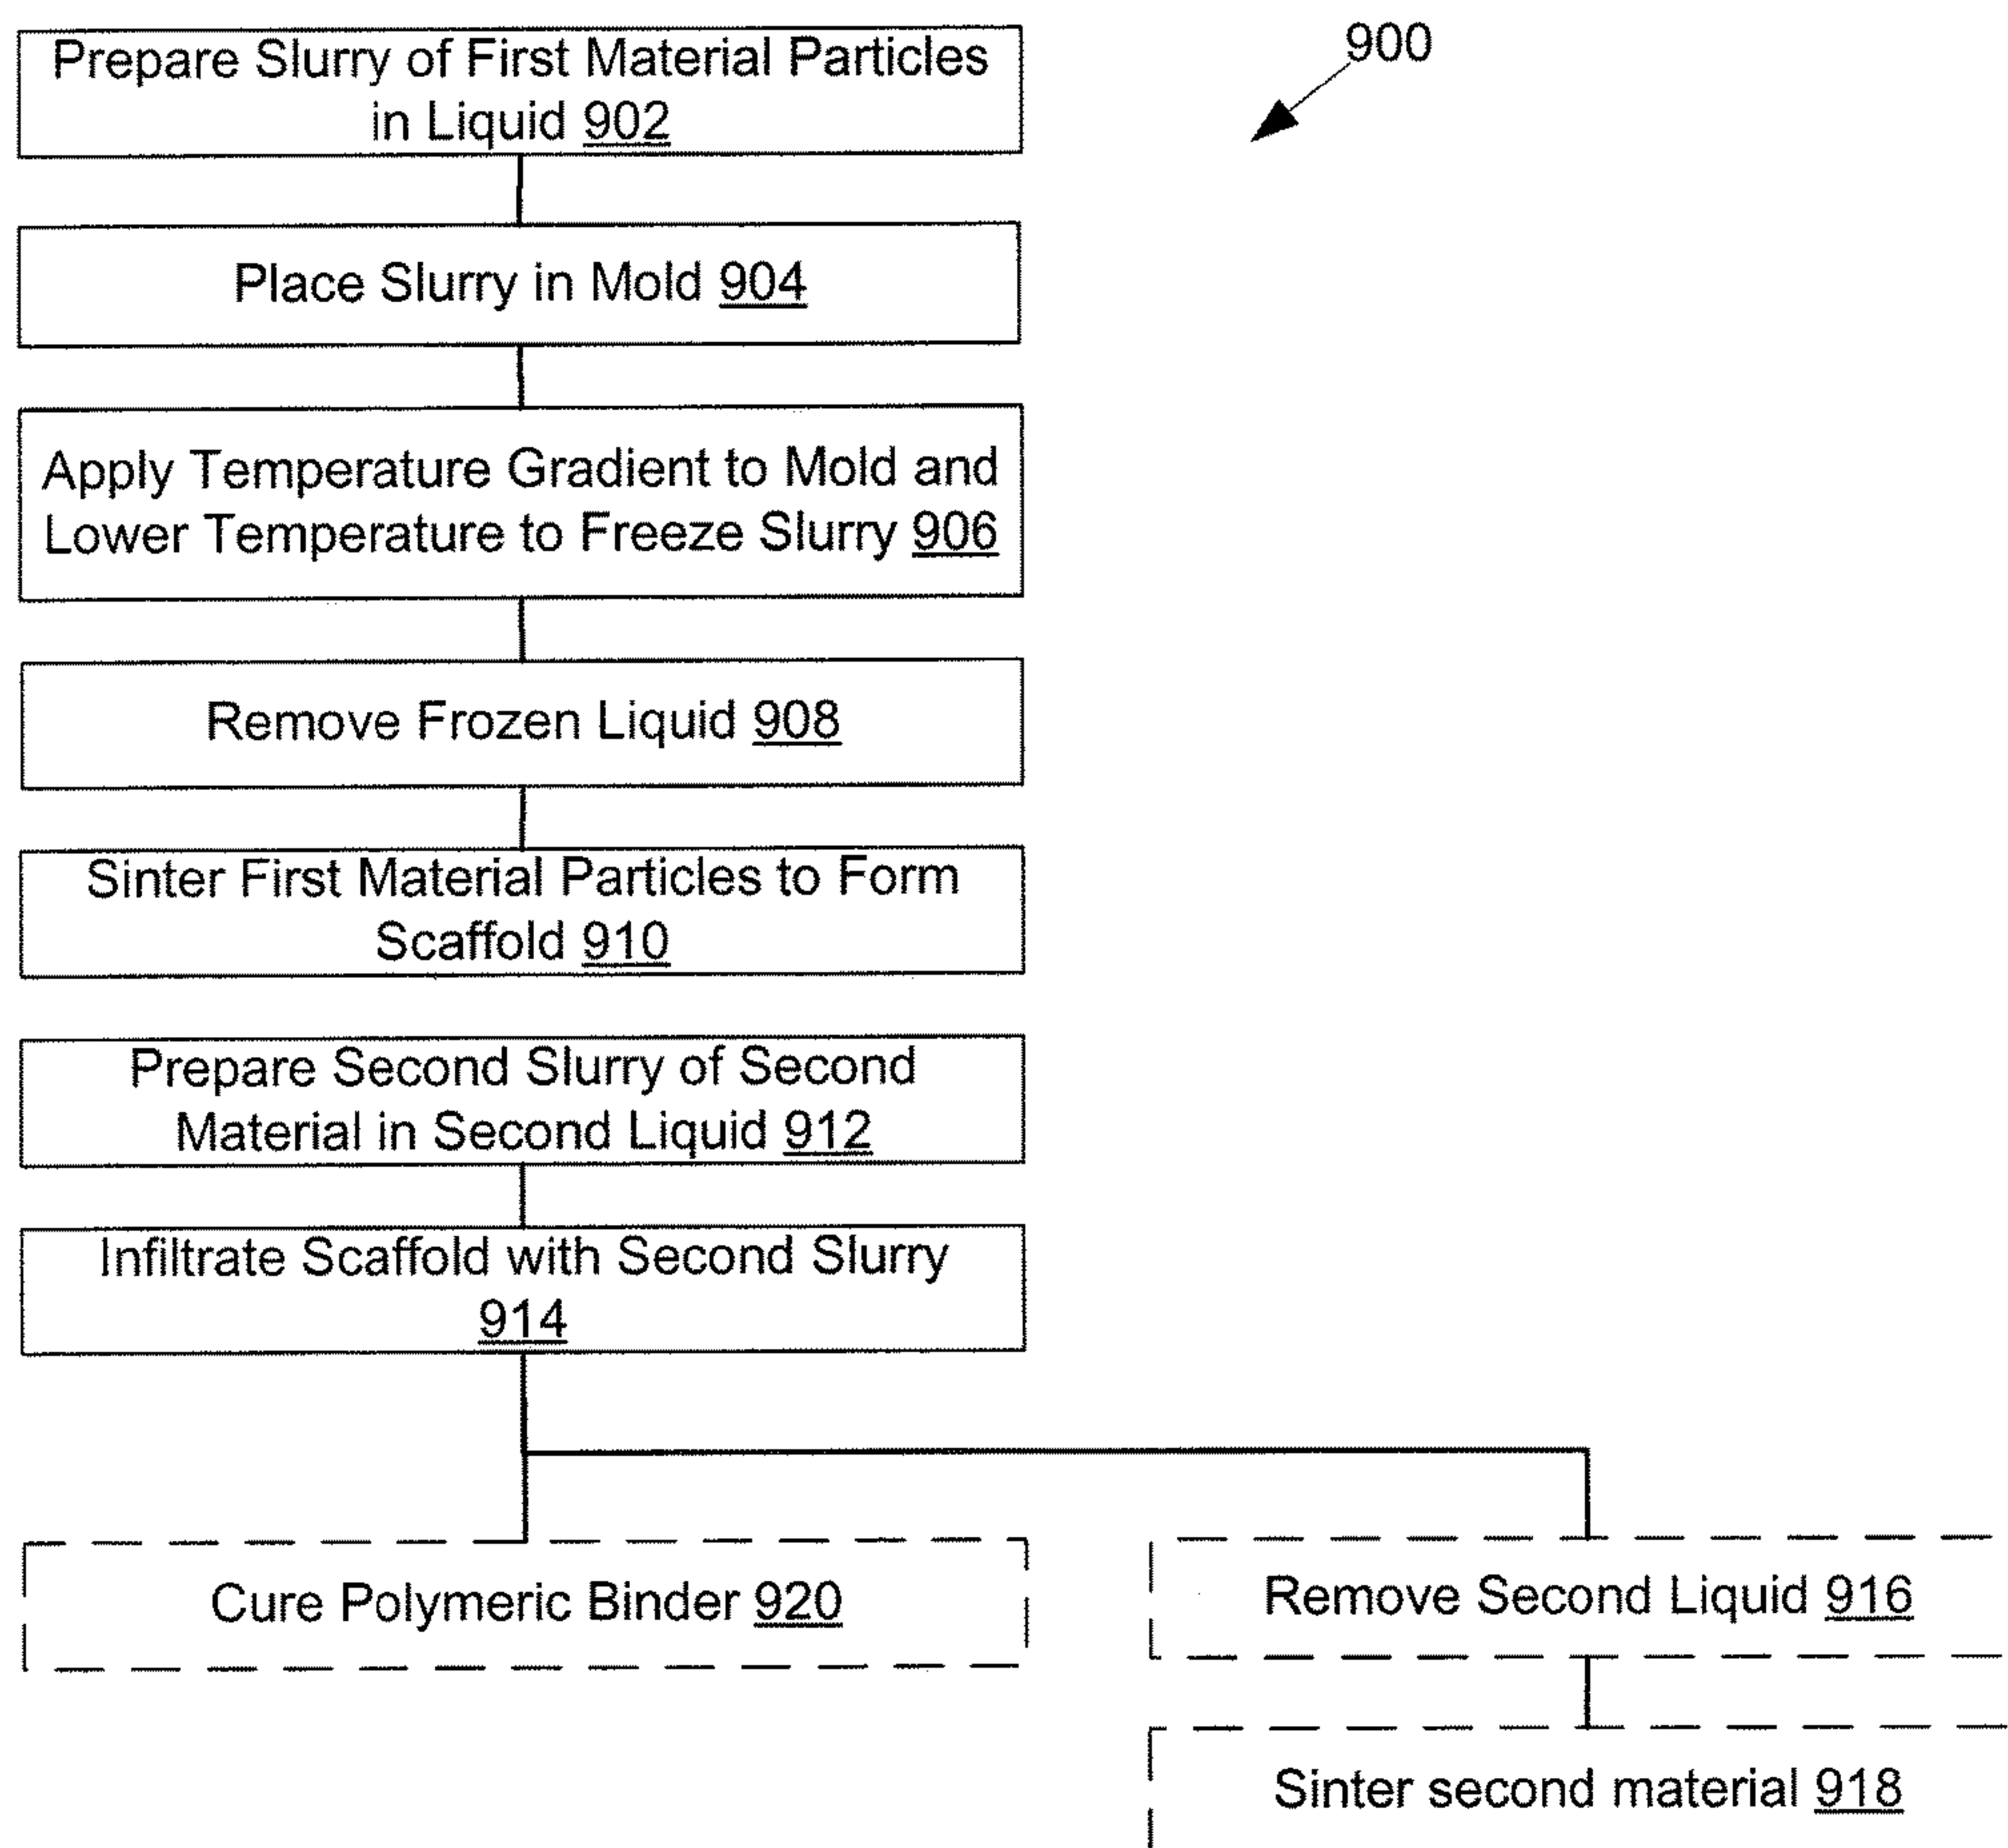 900
Prepare Slurry of First Material Particles
in Liquid 902
Place Slurry in Mold 904
Apply Temperature Gradient to Mold and
Lower Temperature to Freeze Slurry 906
Remove Frozen Liquid 908
Sinter First Material Particles to Form
Scaffold 910
Prepare Second Slurry of Second
Material in Second Liquid 912
Infiltrate Scaffold with Second Slurry
914
Cure Polymeric Binder 920
Remove Second Liquid 916
Sinter second material 918